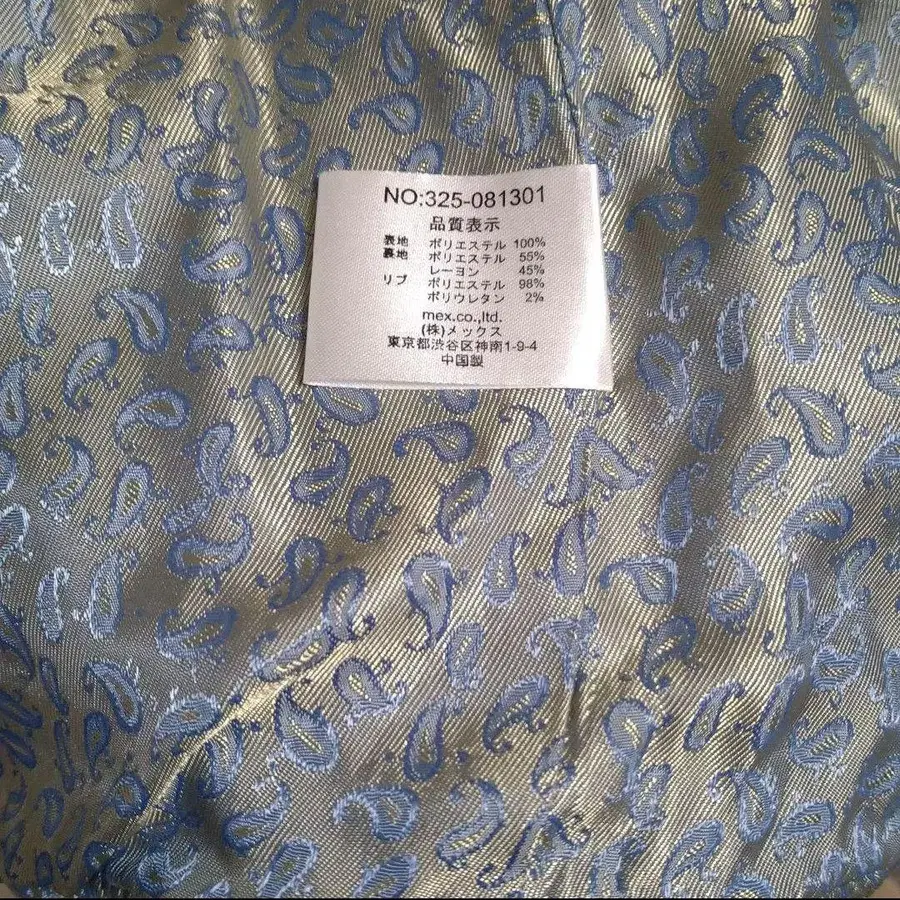 NO:325-081301
品質表示
表地 ポリエステル 100%
裏地 ポリエステル 55%
レーヨン 45%
リブ ポリエステル 98%
ポリウレタン 2%
mex.co.,ltd.
(株)メックス
東京都渋谷区神南1-9-4
中国製